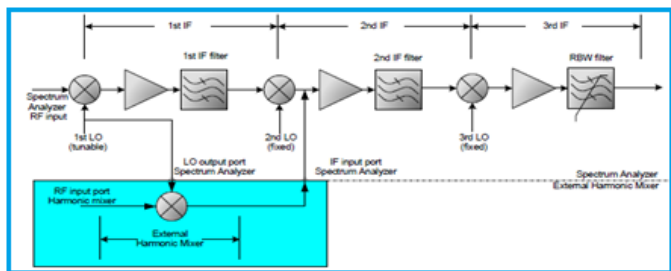 1st IF
2nd IF
3rd IF
1st IF filter
2nd IF filter
RBW filter
Spectrum
Analyzer
RF input
1st LO
(tunable)
2nd LO
(fixed)
3rd LO
(fixed)
LO output port
Spectrum Analyzer
IF input port
Spectrum Analyzer
Spectrum Analyzer
External Harmonic Mixer
RF input port
Harmonic mixer
External
Harmonic Mixer